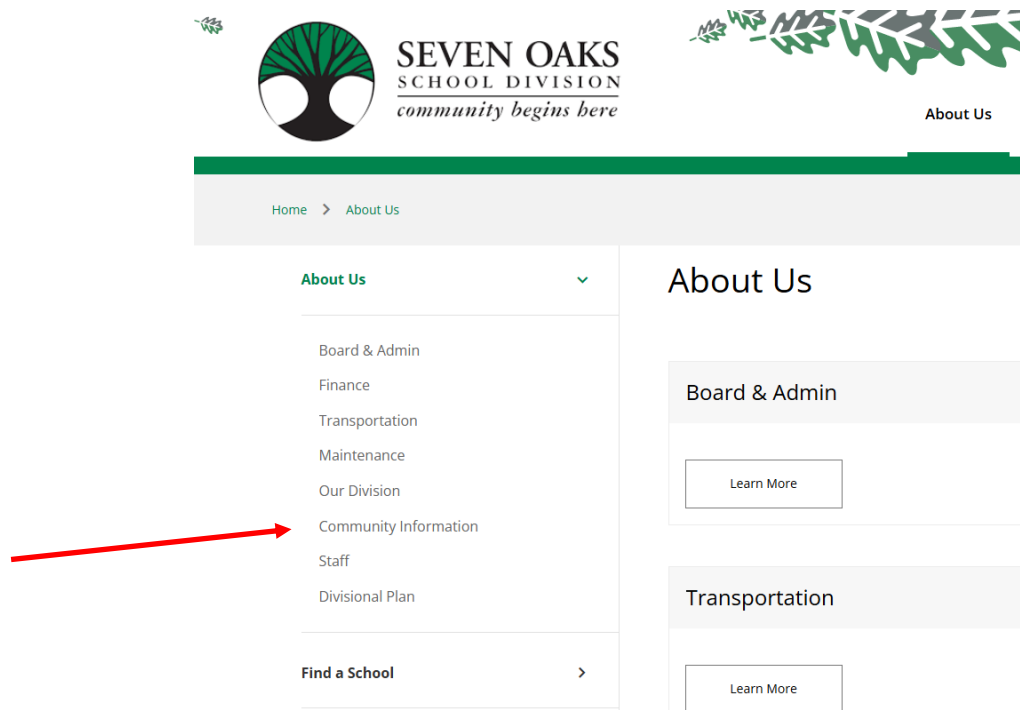 SEVEN OAKS
SCHOOL DIVISION
community begins here
About Us
Home > About Us
About Us
Board & Admin
Finance
Transportation
Maintenance
Our Division
Community Information
Staff
Divisional Plan
Find a School
About Us
Board & Admin
Learn More
Transportation
Learn More